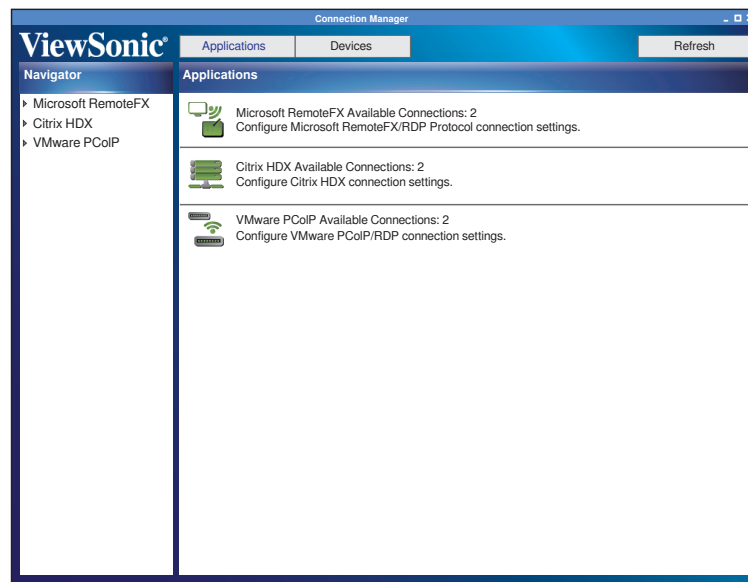 Connection Manager
ViewSonic®
Applications
Devices
Refresh
Navigator
Applications
Microsoft RemoteFX
Citrix HDX
VMware PCoIP
Microsoft RemoteFX Available Connections: 2
Configure Microsoft RemoteFX/RDP Protocol connection settings.
Citrix HDX Available Connections: 2
Configure Citrix HDX connection settings.
VMware PCoIP Available Connections: 2
Configure VMware PCoIP/RDP connection settings.